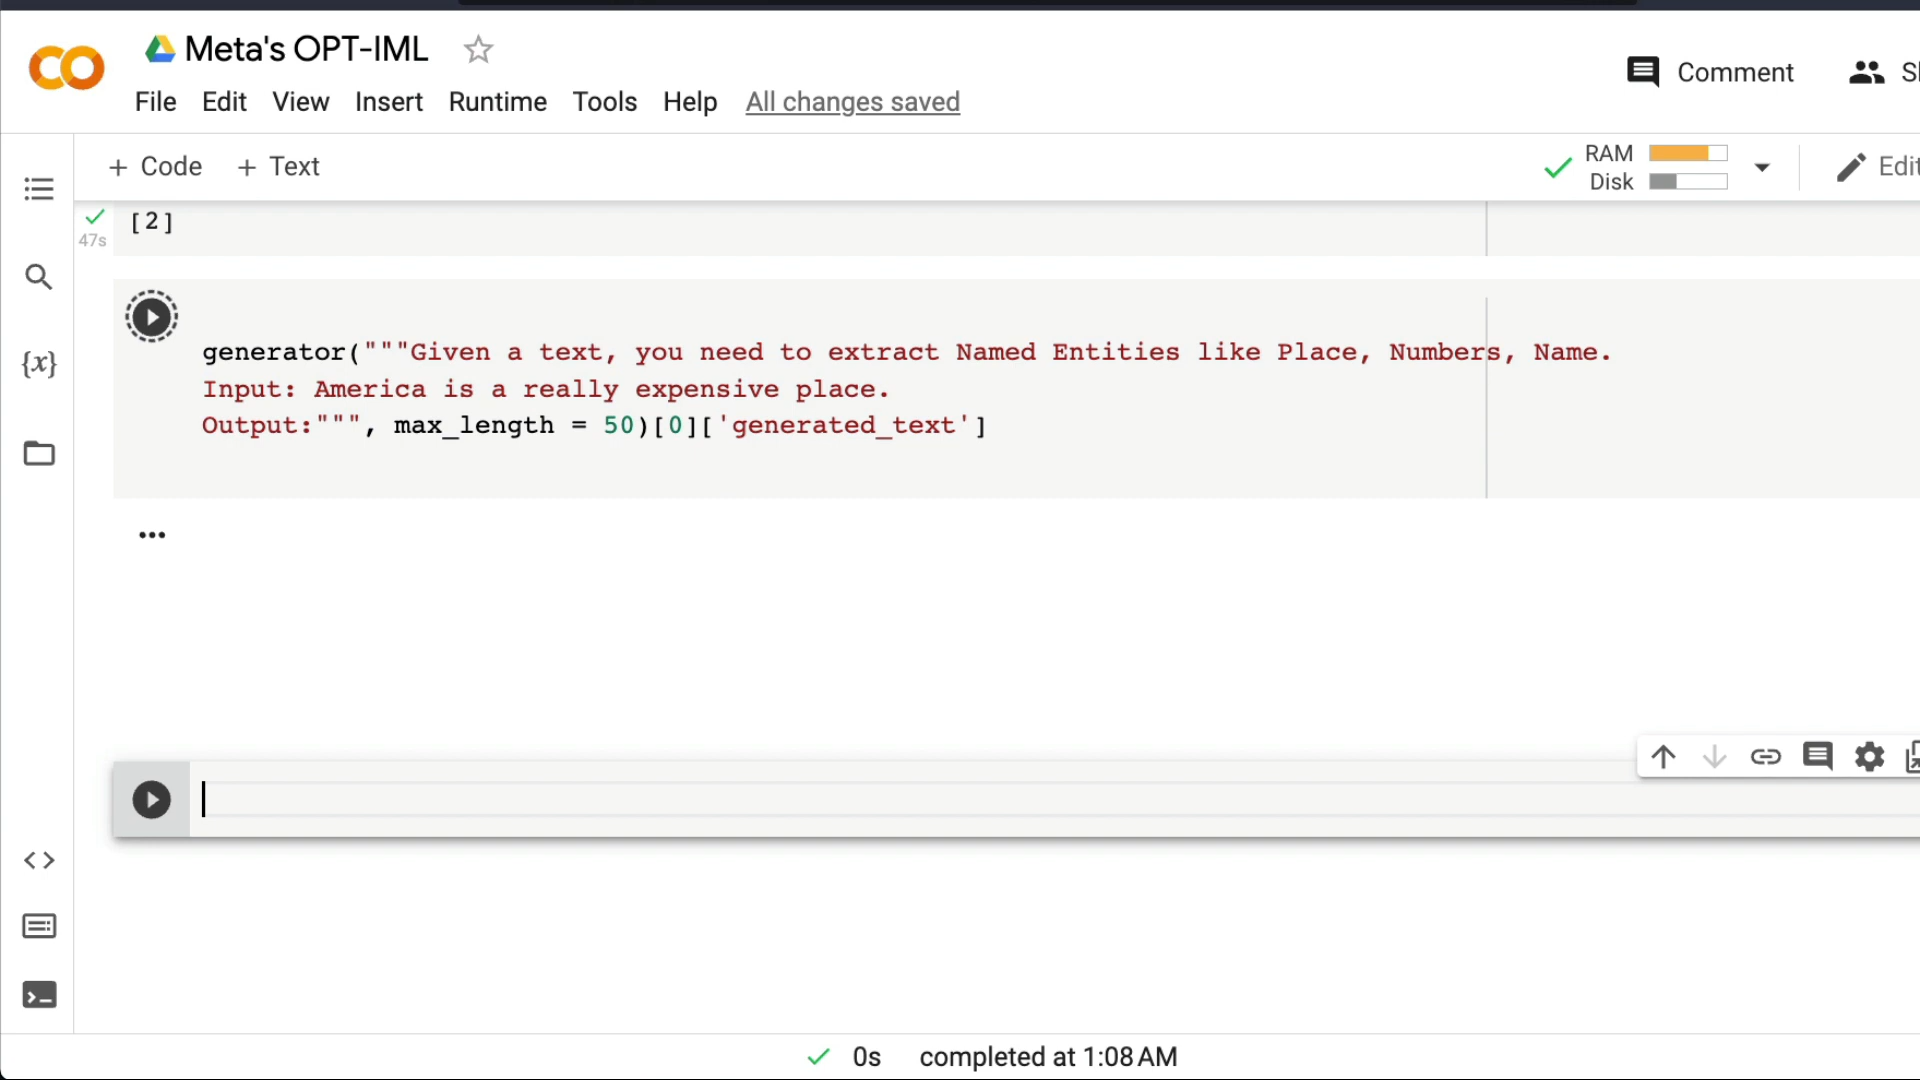 Meta's OPT-IML
File Edit View Insert Runtime Tools Help All changes saved
Comment
+ Code + Text
RAM
Disk
[2]
47s
{x}
generator("""Given a text, you need to extract Named Entities like Place, Numbers, Name.
Input: America is a really expensive place.
Output:""", max_length = 50)[0]['generated_text']
0s completed at 1:08 AM